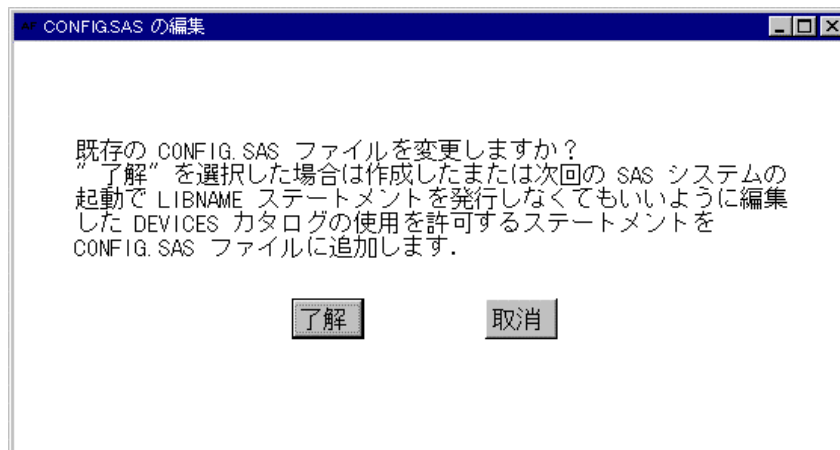 CONFIG.SAS の編集
既存の CONFIG.SAS ファイルを変更しますか？
"了解"を選択した場合は作成したまたは次回の SAS システムの
起動で LIBNAME ステートメントを発行しなくてもいいように編集
した DEVICES カタログの使用を許可するステートメントを
CONFIG.SAS ファイルに追加します．
了解 取消